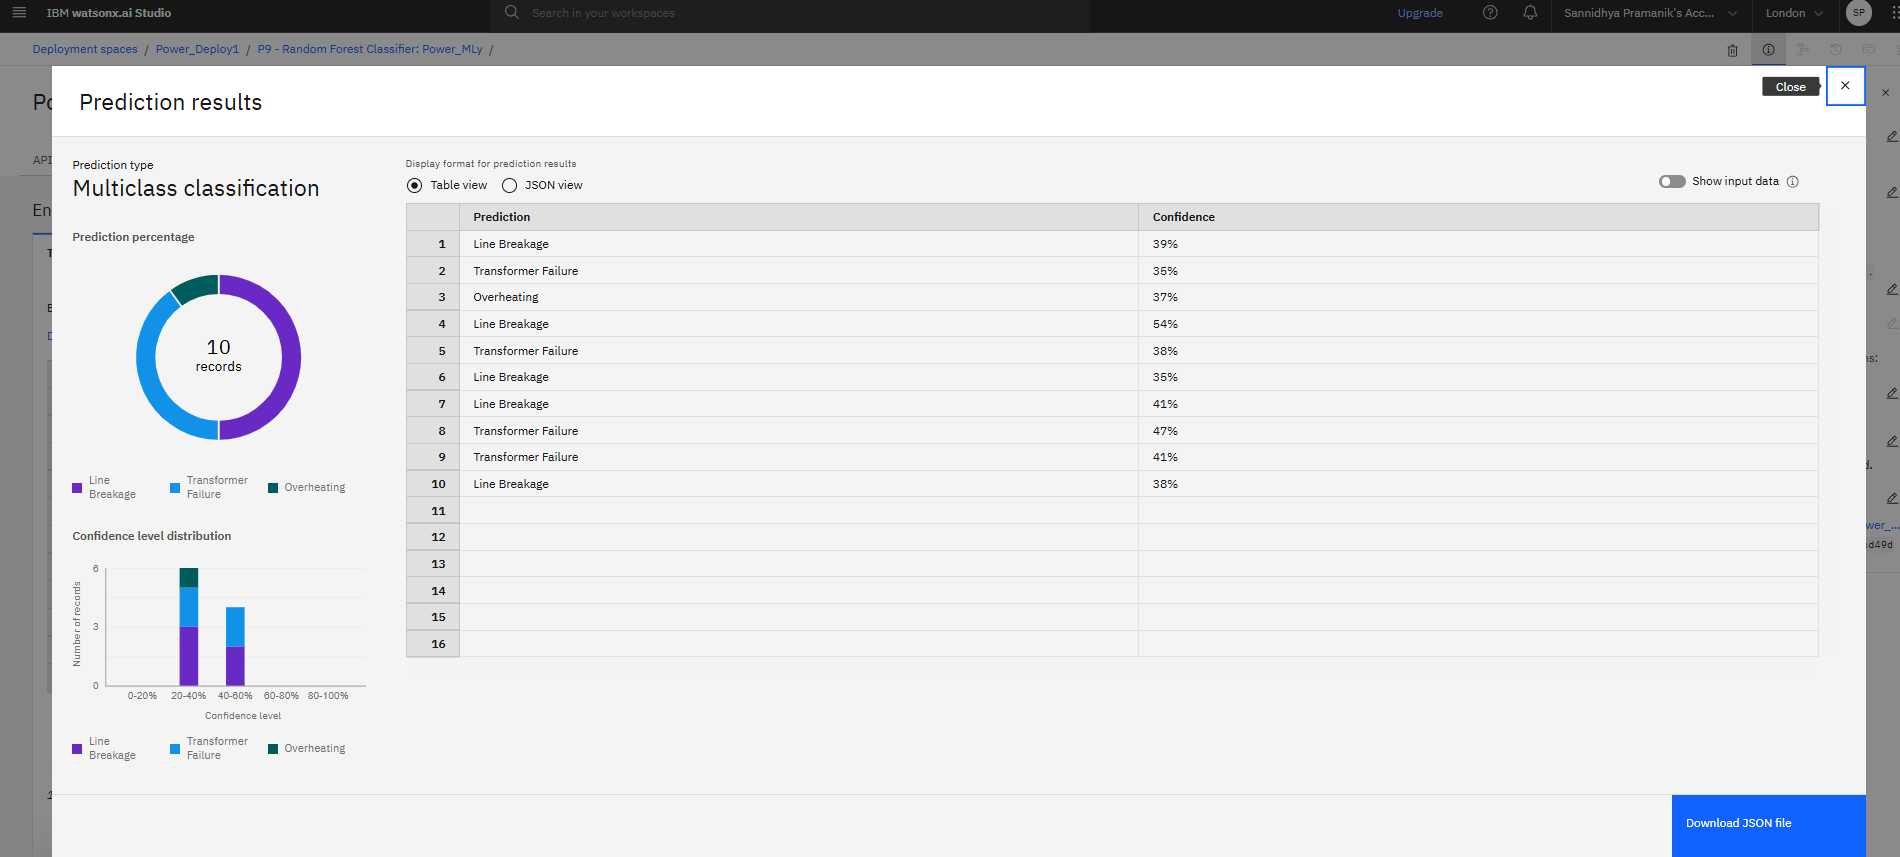 IBM watsonx.ai Studio
Search in your workspaces
Upgrade
Sannidhya Pramanik's Acc...
London
SP
Deployment spaces / Power_Deploy1 / P9 - Random Forest Classifier: Power_MLy /
Prediction results
Close
API
Prediction type
Multiclass classification
Prediction percentage
10
records
Line Breakage
Transformer Failure
Overheating
Confidence level distribution
Number of records
6
3
0
0-20% 20-40% 40-60% 60-80% 80-100%
Confidence level
Line Breakage
Transformer Failure
Overheating
Display format for prediction results
Table view JSON view
Show input data
Prediction Confidence
1 Line Breakage 39%
2 Transformer Failure 35%
3 Overheating 37%
4 Line Breakage 54%
5 Transformer Failure 38%
6 Line Breakage 35%
7 Line Breakage 41%
8 Transformer Failure 47%
9 Transformer Failure 41%
10 Line Breakage 38%
11
12
13
14
15
16
Download JSON file